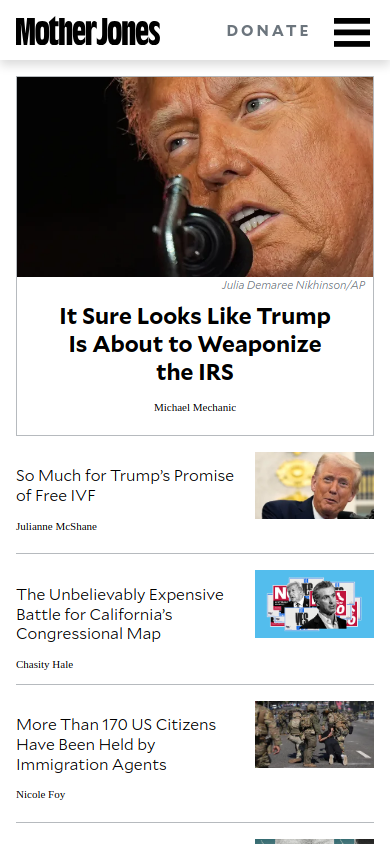 Mother Jones
DONATE
Julia Demaree Nikhinson/AP
It Sure Looks Like Trump
Is About to Weaponize
the IRS
Michael Mechanic
So Much for Trump’s Promise
of Free IVF
Julianne McShane
The Unbelievably Expensive
Battle for California’s
Congressional Map
Chasity Hale
More Than 170 US Citizens
Have Been Held by
Immigration Agents
Nicole Foy